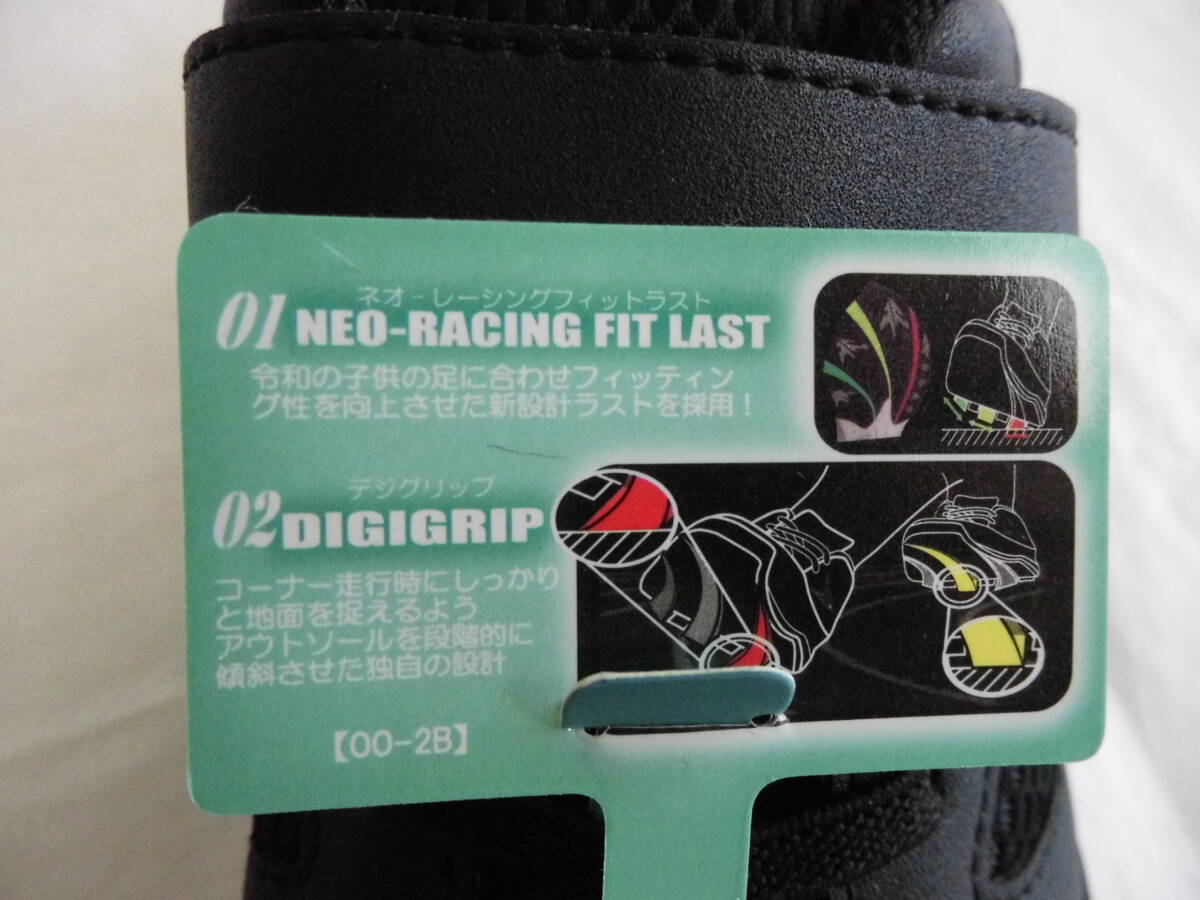 ネオ-レーシングフィットラスト
01 NEO-RACING FIT LAST
令和の子供の足に合わせフィッティン
グ性を向上させた新設計ラストを採用！
デジグリップ
02 DIGIGRIP
コーナー走行時にしっかり
と地面を捉えるよう
アウトソールを段階的に
傾斜させた独自の設計
【OO-2B】